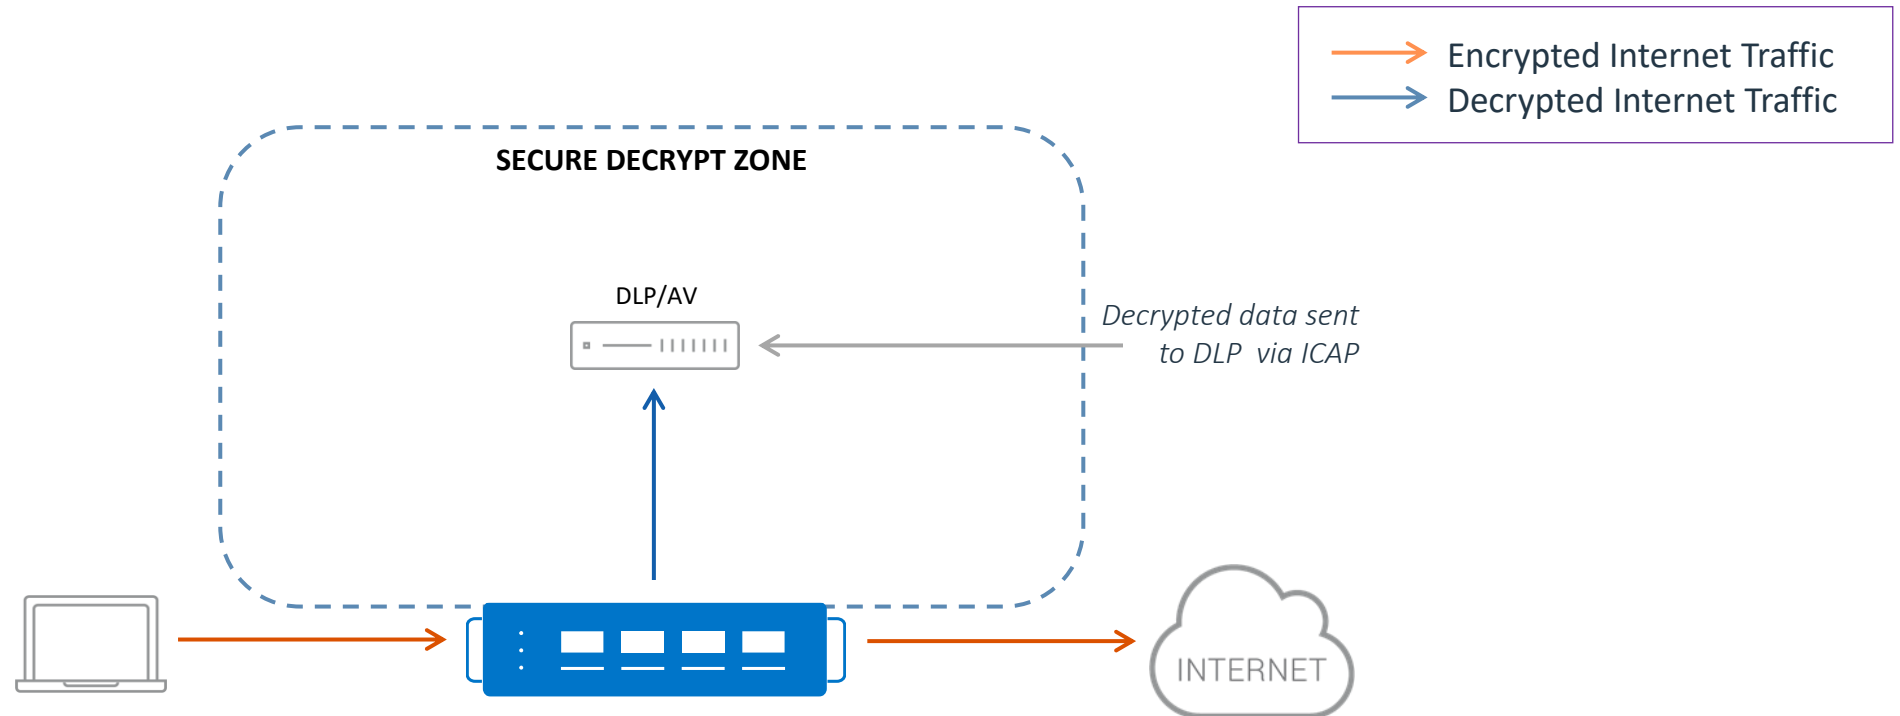 Encrypted Internet Traffic
Decrypted Internet Traffic
SECURE DECRYPT ZONE
DLP/AV
Decrypted data sent
to DLP via ICAP
INTERNET